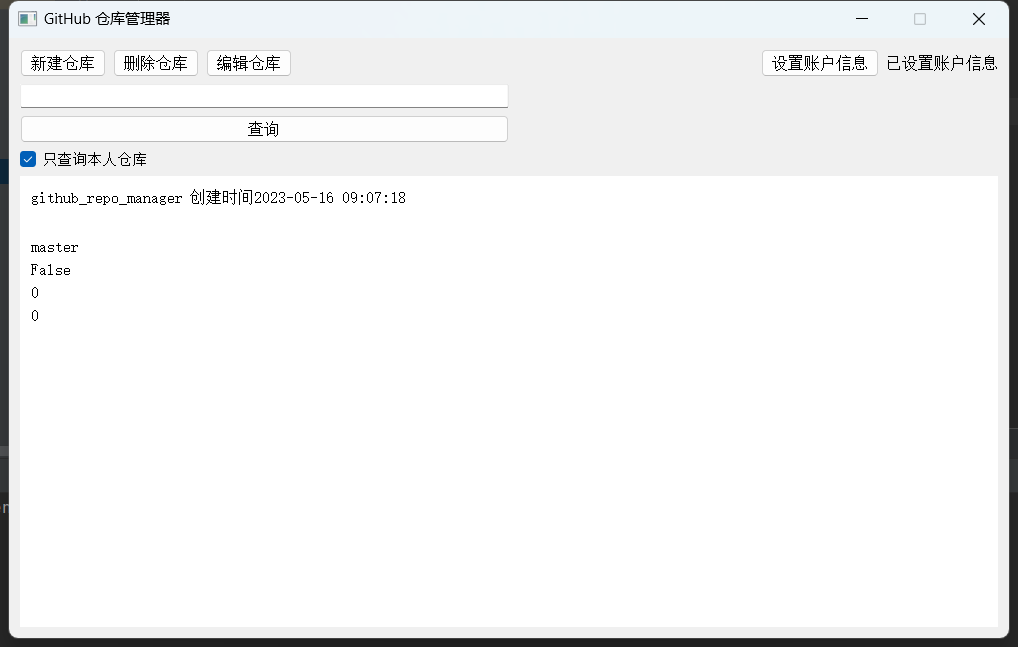 GitHub 仓库管理器
新建仓库 删除仓库 编辑仓库 设置账户信息 已设置账户信息
查询
只查询本人仓库
github_repo_manager 创建时间2023-05-16 09:07:18
master
False
0
0